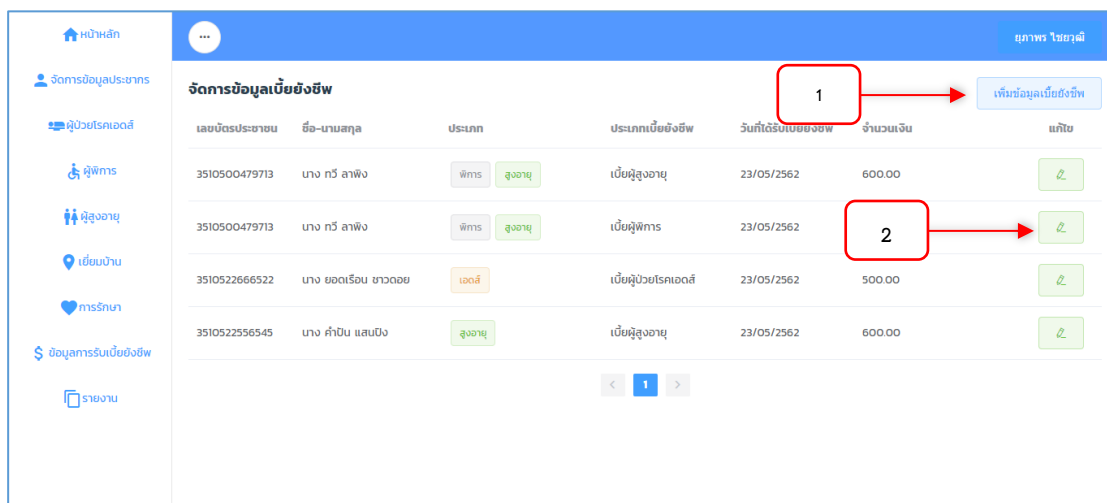 หน้าหลัก
...
ยุภาพร ไชยวุฒิ
จัดการข้อมูลประชากร
จัดการข้อมูลเบี้ยยังชีพ
1
เพิ่มข้อมูลเบี้ยยังชีพ
ผู้ป่วยโรคเอดส์
เลขบัตรประชาชน ชื่อ-นามสกุล ประเภท ประเภทเบี้ยยังชีพ วันที่ได้รับเบี้ยยังชีพ จำนวนเงิน แก้ไข
ผู้พิการ
3510500479713 นาง ทวี ลาพิง พิการ สูงอายุ เบี้ยผู้สูงอายุ 23/05/2562 600.00
ผู้สูงอายุ
3510500479713 นาง ทวี ลาพิง พิการ สูงอายุ เบี้ยผู้พิการ 23/05/2562
2
เยี่ยมบ้าน
3510522666522 นาง ยอดเรือน ชาวดอย เอดส์ เบี้ยผู้ป่วยโรคเอดส์ 23/05/2562 500.00
การรักษา
3510522556545 นาง คำปัน แสนปิง สูงอายุ เบี้ยผู้สูงอายุ 23/05/2562 600.00
ข้อมูลการรับเบี้ยยังชีพ
< 1 >
รายงาน